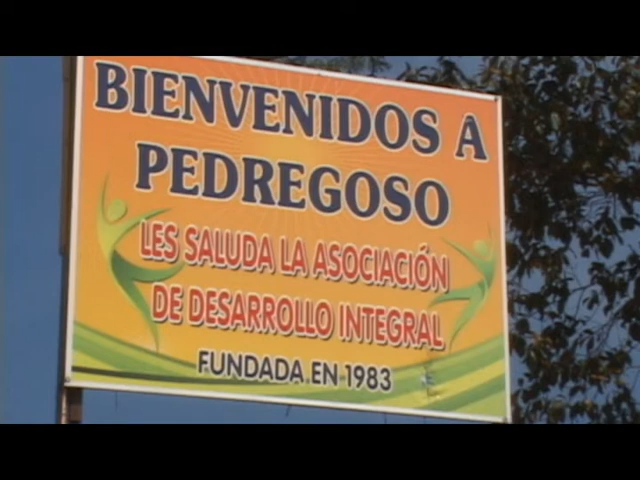 BIENVENIDOS A
PEDREGOSO
LES SALUDA LA ASOCIACIÓN
DE DESARROLLO INTEGRAL
FUNDADA EN 1983